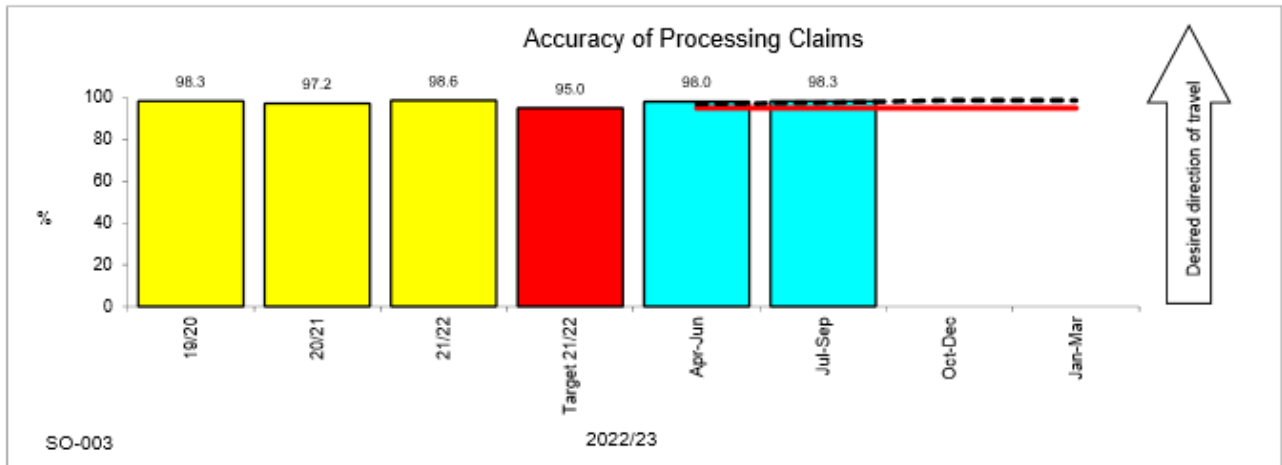 Accuracy of Processing Claims
98.3
97.2
98.6
95.0
98.0
98.3
100
80
60
40
20
0
%
19/20
20/21
21/22
Target 21/22
Apr-Jun
Jul-Sep
Oct-Dec
Jan-Mar
2022/23
SO-003
Desired direction of travel